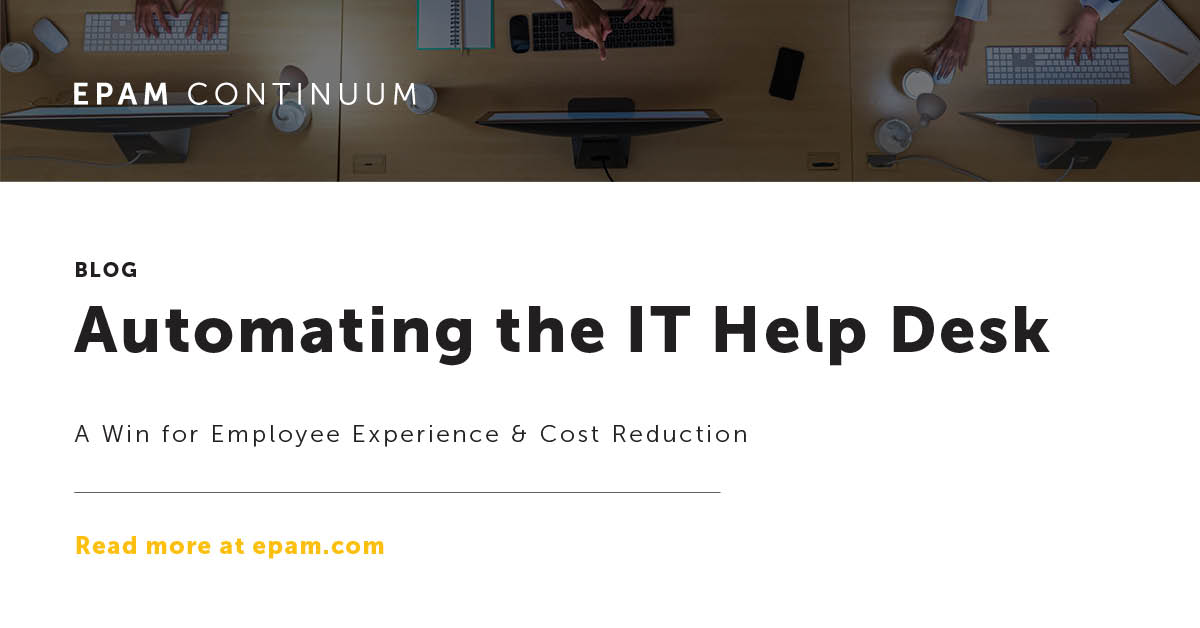 EPAM CONTINUUM
BLOG
Automating the IT Help Desk
A Win for Employee Experience & Cost Reduction
Read more at epam.com